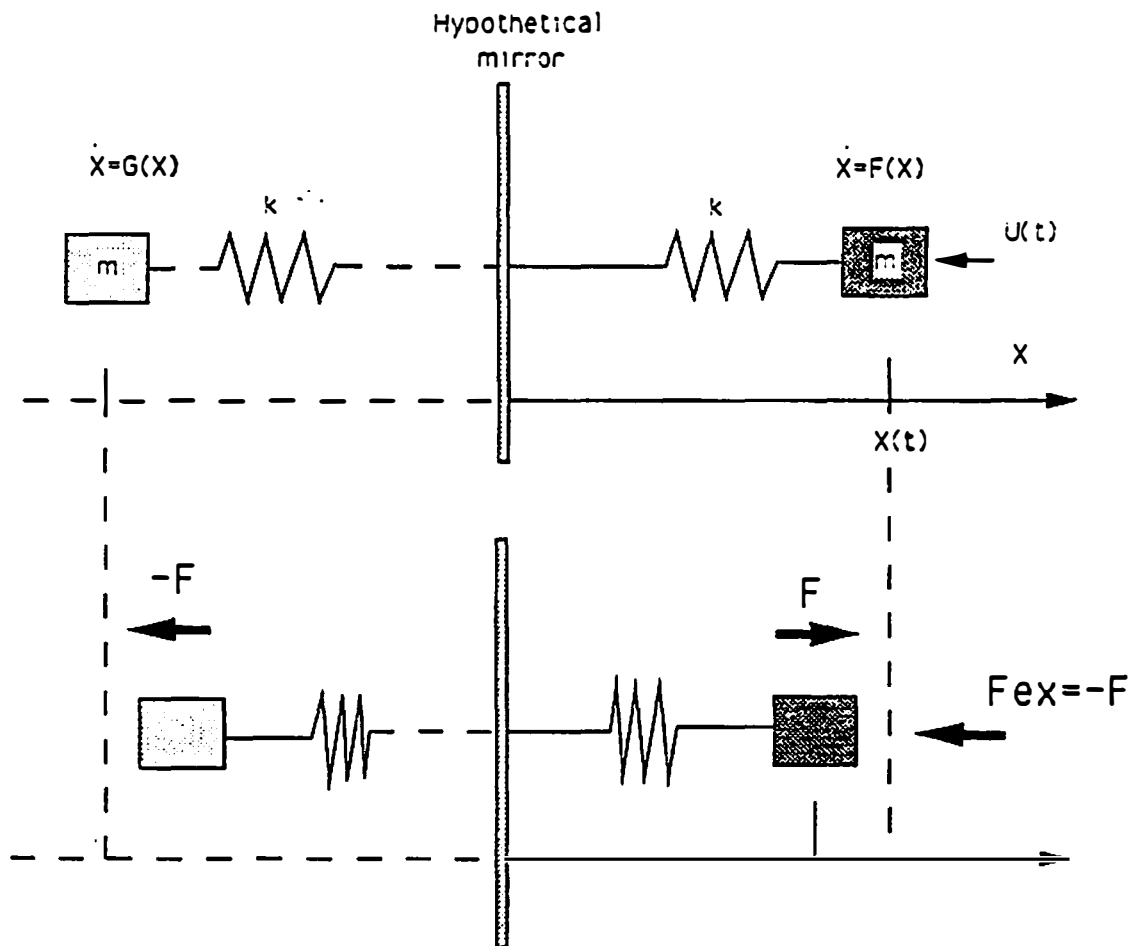 Hypothetical
mirror
Ẋ=G(X)
Ẋ=F(X)
k
k
m
m
U(t)
X
X(t)
-F
F
Fex=-F